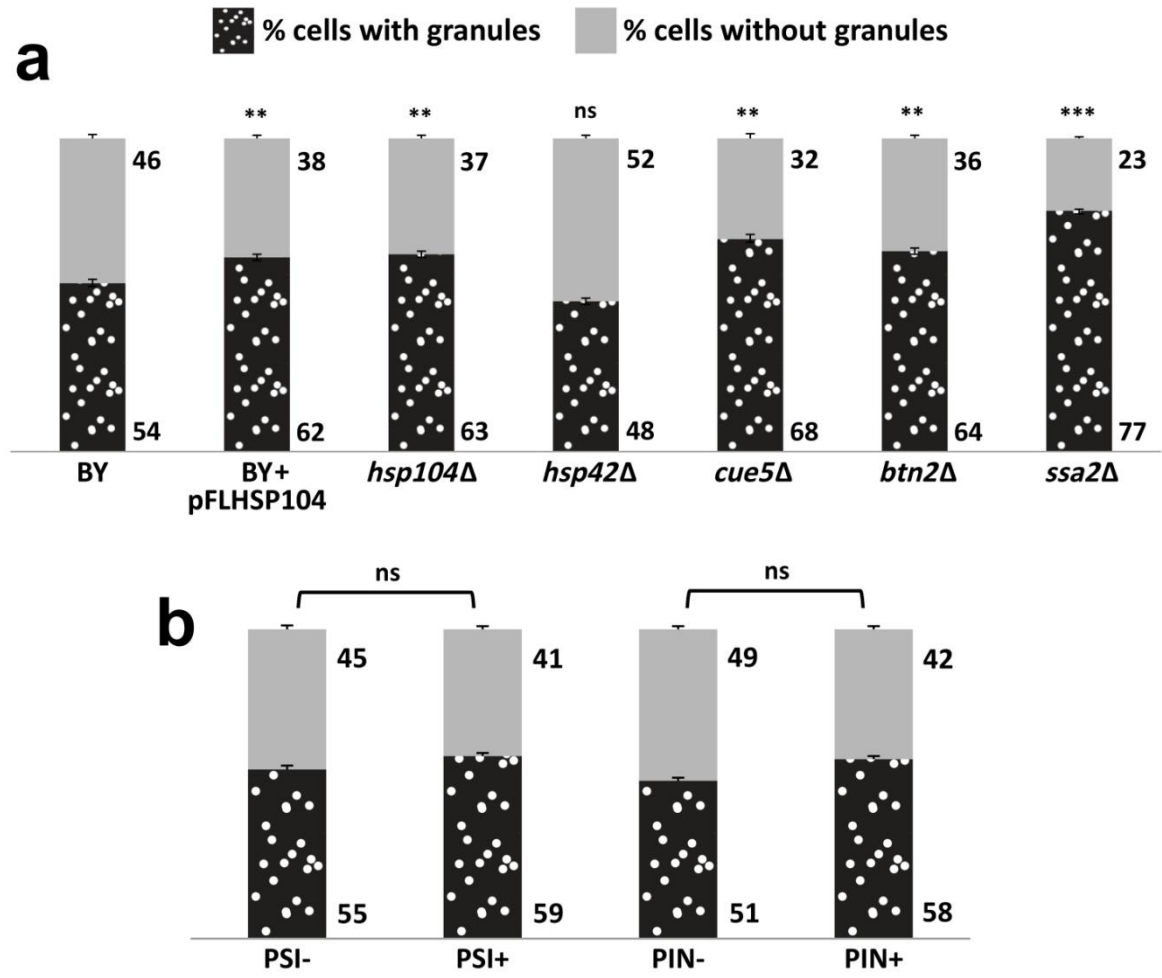 % cells with granules % cells without granules
a
** ** ns ** ** ***
46 38 37 52 32 36 23
54 62 63 48 68 64 77
BY BY+ hsp104Δ hsp42Δ cue5Δ btn2Δ ssa2Δ
pFLHSP104
ns ns
b
45 41 49 42
55 59 51 58
PSI- PSI+ PIN- PIN+